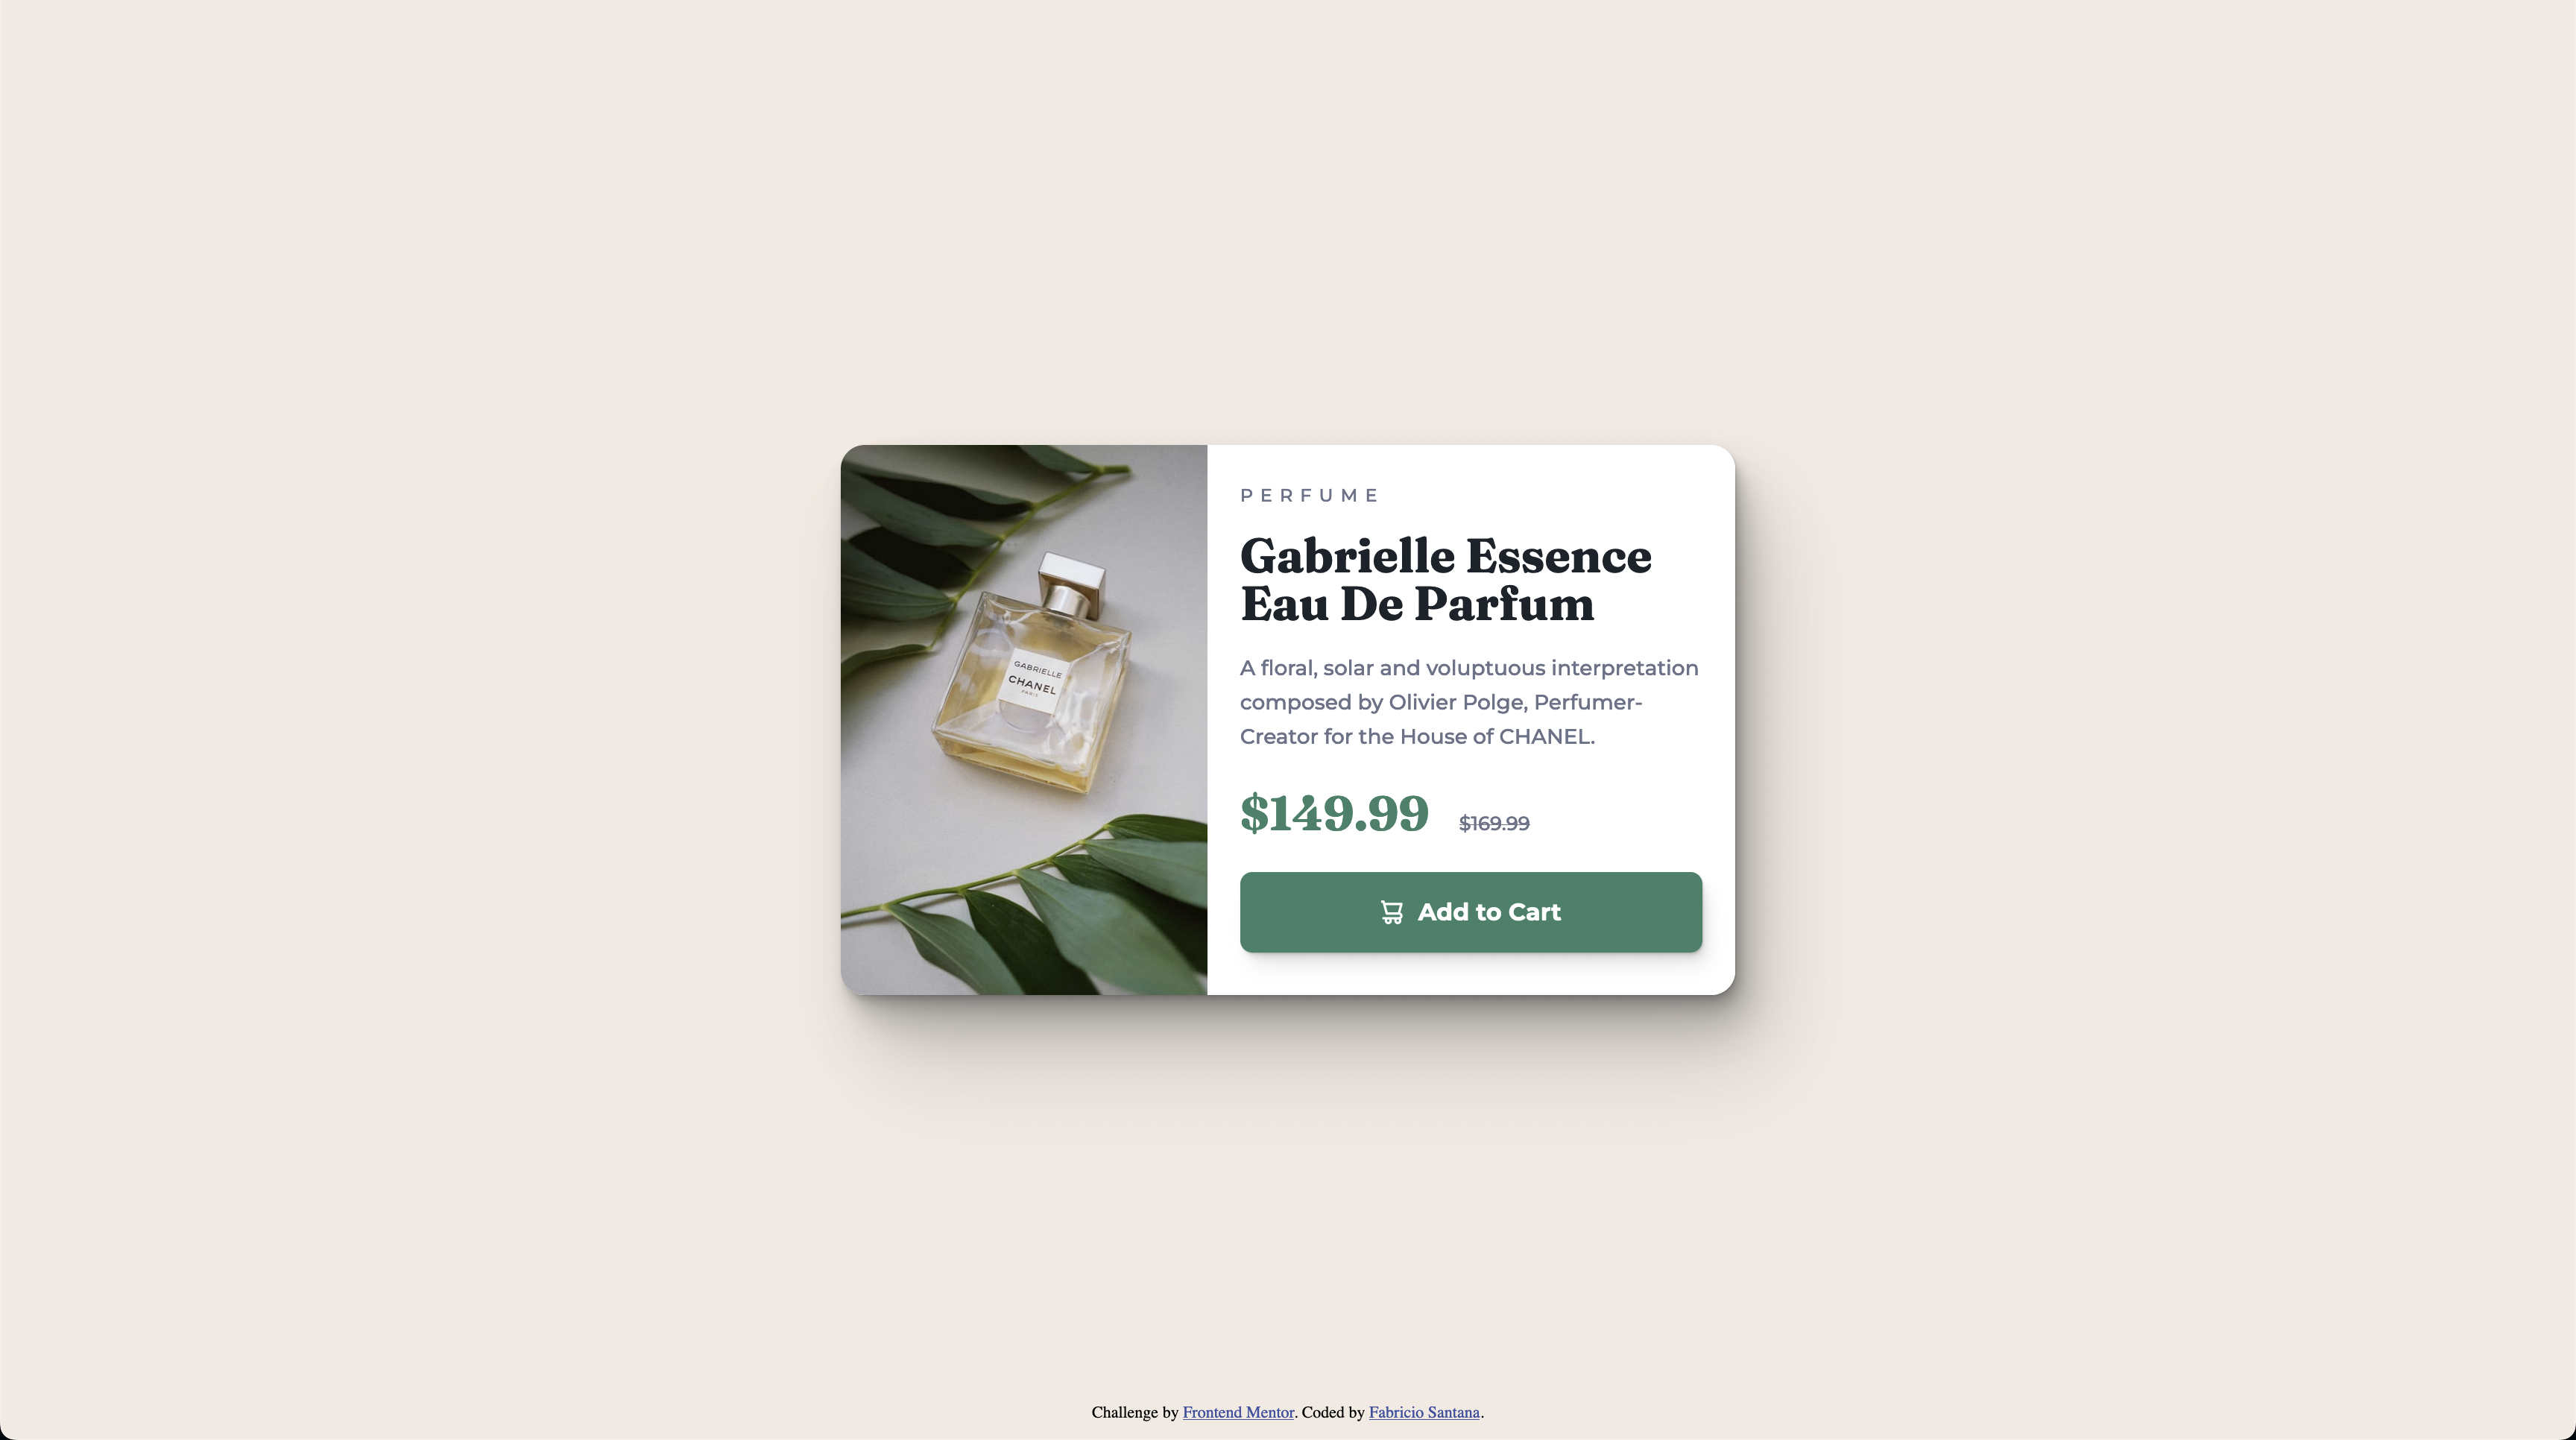 PERFUME
Gabrielle Essence
Eau De Parfum
A floral, solar and voluptuous interpretation
composed by Olivier Polge, Perfumer-
Creator for the House of CHANEL.
$149.99 $169.99
Add to Cart
GABRIELLE
CHANEL
PARIS
Challenge by Frontend Mentor. Coded by Fabricio Santana.